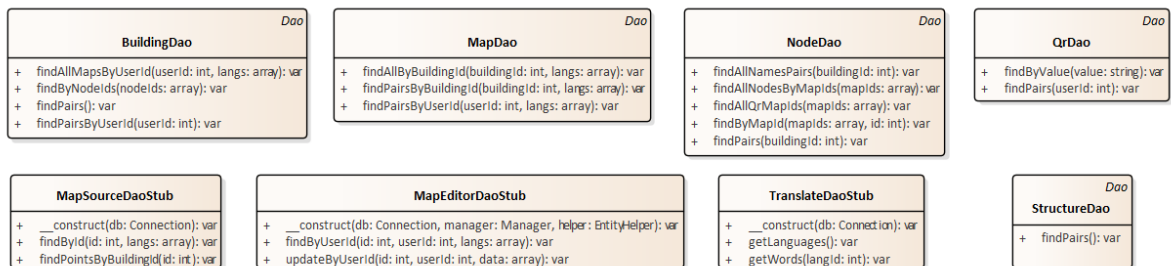 Dao
BuildingDao
+ findAllMapsByUserId(userId: int, langs: array): var
+ findByNodeIds(nodeIds: array): var
+ findPairs(): var
+ findPairsByUserId(userId: int): var
Dao
MapDao
+ findAllByBuildingId(buildingId: int, langs: array): var
+ findPairsByBuildingId(buildingId: int, langs: array): var
+ findPairsByUserId(userId: int, langs: array): var
Dao
NodeDao
+ findAllNamesPairs(buildingId: int): var
+ findAllNodesByMapIds(mapIds: array): var
+ findAllQrMapIds(mapIds: array): var
+ findByMapId(mapIds: array, id: int): var
+ findPairs(buildingId: int): var
Dao
QrDao
+ findByValue(value: string): var
+ findPairs(userId: int): var
MapSourceDaoStub
+ __construct(db: Connection): var
+ findById(id: int, langs: array): var
+ findPointsByBuildingId(id: int): var
MapEditorDaoStub
+ __construct(db: Connection, manager: Manager, helper: EntityHelper): var
+ findByUserId(id: int, userId: int, langs: array): var
+ updateByUserId(id: int, userId: int, data: array): var
TranslateDaoStub
+ __construct(db: Connection): var
+ getLanguages(): var
+ getWords(langId: int): var
Dao
StructureDao
+ findPairs(): var